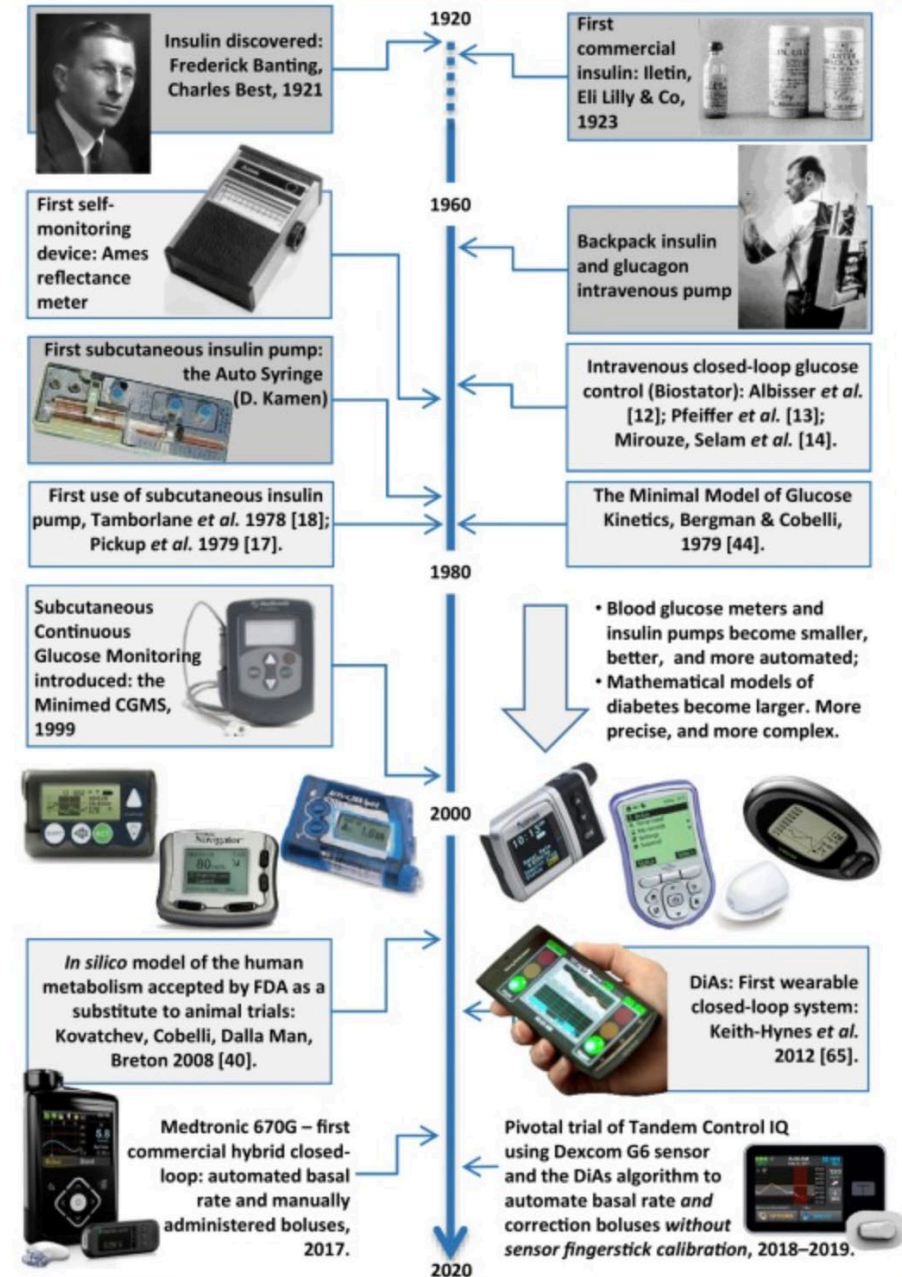 1920
Insulin discovered:
Frederick Banting,
Charles Best, 1921
First
commercial
insulin: Iletin,
Eli Lilly & Co,
1923
1960
First self-
monitoring
device: Ames
reflectance
meter
Backpack insulin
and glucagon
intravenous pump
First subcutaneous insulin pump:
the Auto Syringe
(D. Kamen)
Intravenous closed-loop glucose
control (Biostator): Albisser et al.
[12]; Pfeiffer et al. [13];
Mirouze, Selam et al. [14].
First use of subcutaneous insulin
pump, Tamborlane et al. 1978 [18];
Pickup et al. 1979 [17].
The Minimal Model of Glucose
Kinetics, Bergman & Cobelli,
1979 [44].
1980
Subcutaneous
Continuous
Glucose Monitoring
introduced: the
Minimed CGMS,
1999
• Blood glucose meters and
insulin pumps become smaller,
better, and more automated;
• Mathematical models of
diabetes become larger. More
precise, and more complex.
2000
Navigator
80
In silico model of the human
metabolism accepted by FDA as a
substitute to animal trials:
Kovatchev, Cobelli, Dalla Man,
Breton 2008 [40].
DiAs: First wearable
closed-loop system:
Keith-Hynes et al.
2012 [65].
Medtronic 670G – first
commercial hybrid closed-
loop: automated basal
rate and manually
administered boluses,
2017.
Pivotal trial of Tandem Control IQ
using Dexcom G6 sensor
and the DiAs algorithm to
automate basal rate and
correction boluses without
sensor fingerstick calibration, 2018–2019.
2020